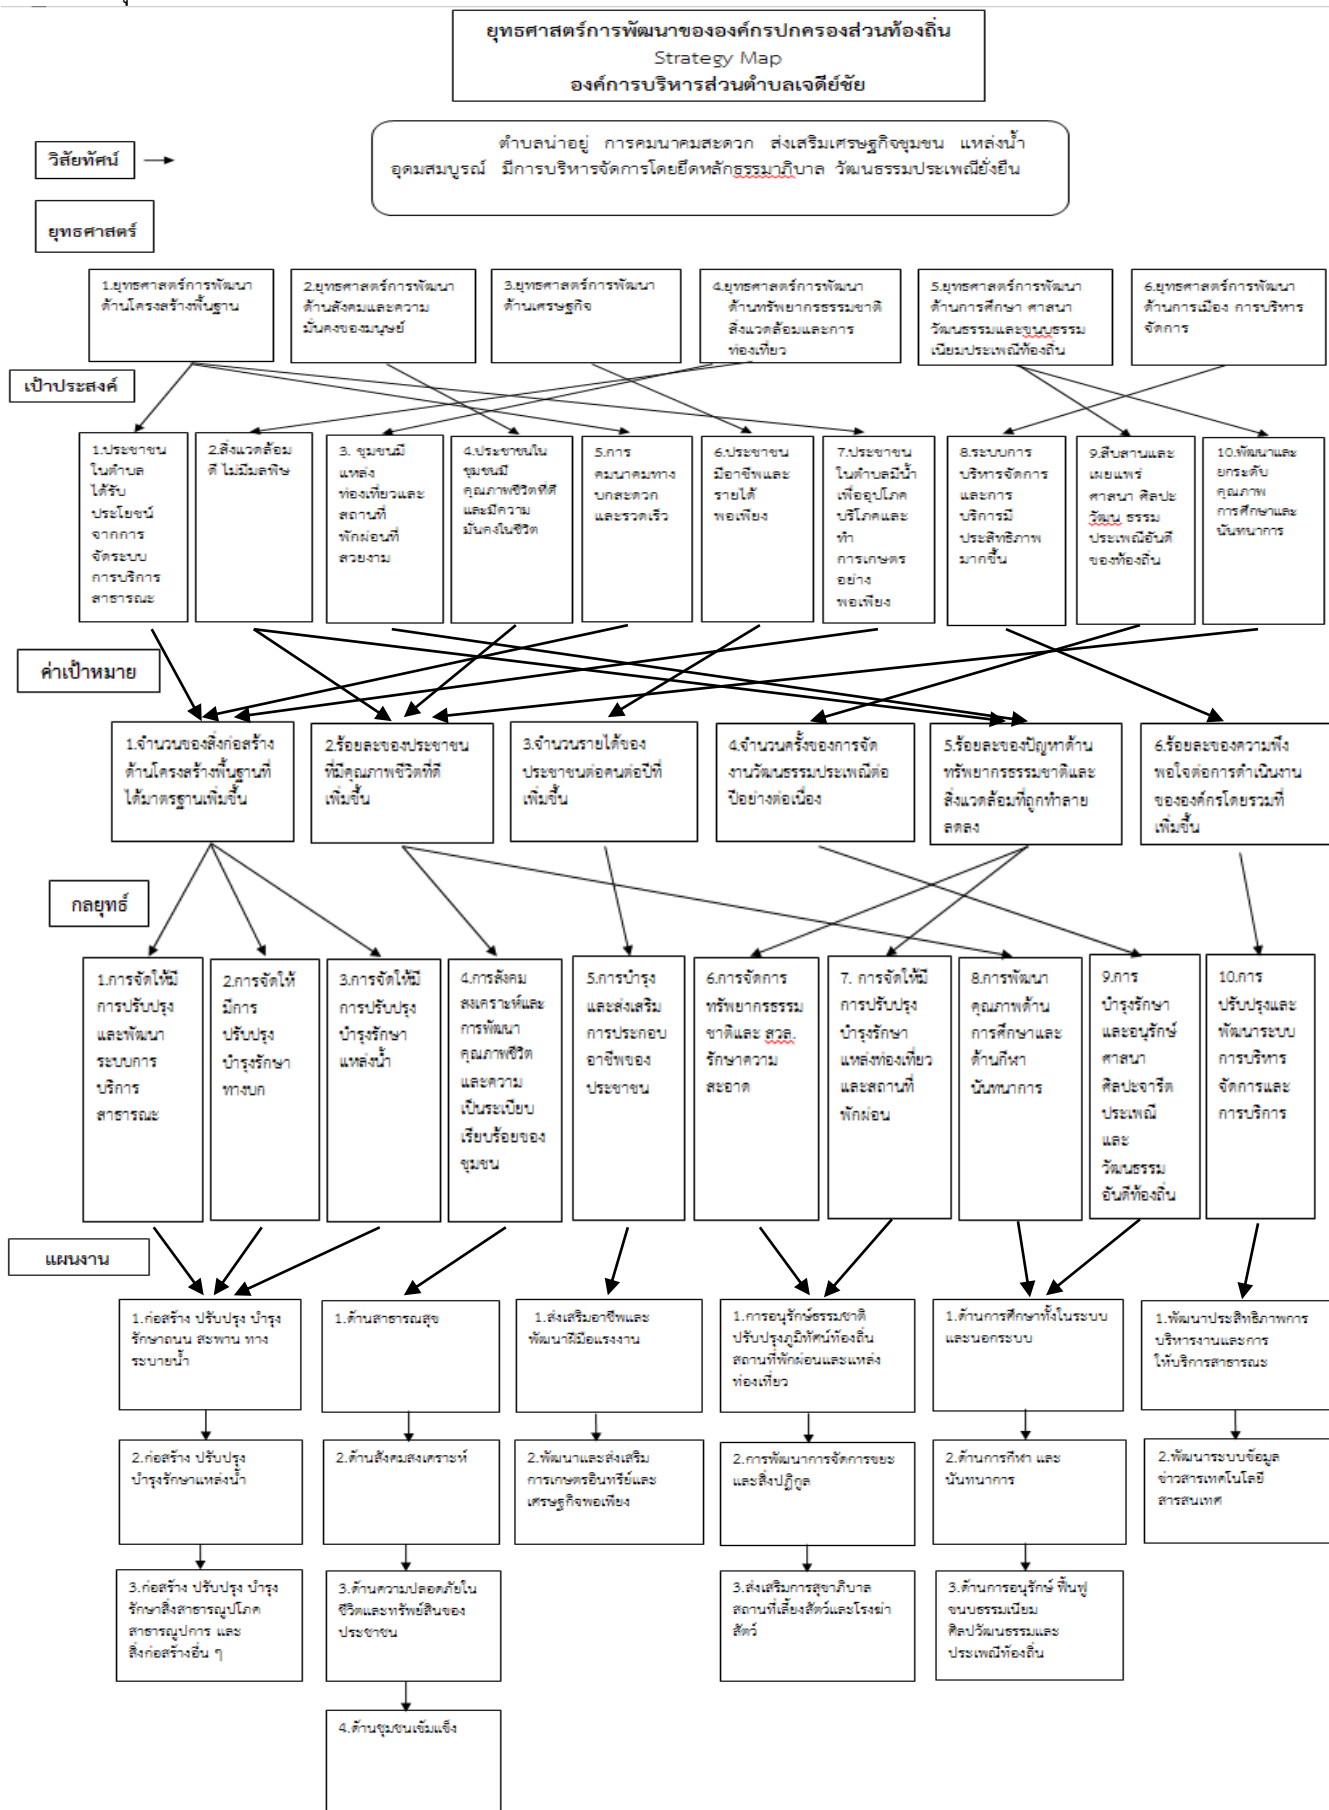 ยุทธศาสตร์การพัฒนาขององค์กรปกครองส่วนท้องถิ่น
Strategy Map
องค์การบริหารส่วนตำบลเจดีย์ชัย
วิสัยทัศน์
ตำบลน่าอยู่ การคมนาคมสะดวก ส่งเสริมเศรษฐกิจชุมชน แหล่งน้ำ
อุดมสมบูรณ์ มีการบริหารจัดการโดยยึดหลักธรรมาภิบาล วัฒนธรรมประเพณียั่งยืน
ยุทธศาสตร์
1.ยุทธศาสตร์การพัฒนา
ด้านโครงสร้างพื้นฐาน
2.ยุทธศาสตร์การพัฒนา
ด้านสังคมและความ
มั่นคงของมนุษย์
3.ยุทธศาสตร์การพัฒนา
ด้านเศรษฐกิจ
4.ยุทธศาสตร์การพัฒนา
ด้านทรัพยากรธรรมชาติ
สิ่งแวดล้อมและการ
ท่องเที่ยว
5.ยุทธศาสตร์การพัฒนา
ด้านการศึกษา ศาสนา
วัฒนธรรมและขนบธรรม
เนียมประเพณีท้องถิ่น
6.ยุทธศาสตร์การพัฒนา
ด้านการเมือง การบริหาร
จัดการ
เป้าประสงค์
1.ประชาชน
ในตำบล
ได้รับ
ประโยชน์
จากการ
จัดระบบ
การบริการ
สาธารณะ
2.สิ่งแวดล้อม
ดี ไม่มีมลพิษ
3. ชุมชนมี
แหล่ง
ท่องเที่ยวและ
สถานที่
พักผ่อนที่
สวยงาม
4.ประชาชนใน
ชุมชนมี
คุณภาพชีวิตที่ดี
และมีความ
มั่นคงในชีวิต
5.การ
คมนาคมทาง
บกสะดวก
และรวดเร็ว
6.ประชาชน
มีอาชีพและ
รายได้
พอเพียง
7.ประชาชน
ในตำบลมีน้ำ
เพื่ออุปโภค
บริโภคและ
ทำ
การเกษตร
อย่าง
พอเพียง
8.ระบบการ
บริหารจัดการ
และการ
บริการมี
ประสิทธิภาพ
มากขึ้น
9.สืบสานและ
เผยแพร่
ศาสนา ศิลปะ
วัฒน ธรรม
ประเพณีอันดี
ของท้องถิ่น
10.พัฒนาและ
ยกระดับ
คุณภาพ
การศึกษาและ
นันทนาการ
ค่าเป้าหมาย
1.จำนวนของสิ่งก่อสร้าง
ด้านโครงสร้างพื้นฐานที่
ได้มาตรฐานเพิ่มขึ้น
2.ร้อยละของประชาชน
ที่มีคุณภาพชีวิตที่ดี
เพิ่มขึ้น
3.จำนวนรายได้ของ
ประชาชนต่อคนต่อปีที่
เพิ่มขึ้น
4.จำนวนครั้งของการจัด
งานวัฒนธรรมประเพณีต่อ
ปีอย่างต่อเนื่อง
5.ร้อยละของปัญหาด้าน
ทรัพยากรธรรมชาติและ
สิ่งแวดล้อมที่ถูกทำลาย
ลดลง
6.ร้อยละของความพึง
พอใจต่อการดำเนินงาน
ขององค์กรโดยรวมที่
เพิ่มขึ้น
กลยุทธ์
1.การจัดให้มี
การปรับปรุง
และพัฒนา
ระบบการ
บริการ
สาธารณะ
2.การจัดให้
มีการ
ปรับปรุง
บำรุงรักษา
ทางบก
3.การจัดให้มี
การปรับปรุง
บำรุงรักษา
แหล่งน้ำ
4.การสังคม
สงเคราะห์และ
การพัฒนา
คุณภาพชีวิต
และความ
เป็นระเบียบ
เรียบร้อยของ
ชุมชน
5.การบำรุง
และส่งเสริม
การประกอบ
อาชีพของ
ประชาชน
6.การจัดการ
ทรัพยากรธรรม
ชาติและ สวล.
รักษาความ
สะอาด
7. การจัดให้มี
การปรับปรุง
บำรุงรักษา
แหล่งท่องเที่ยว
และสถานที่
พักผ่อน
8.การพัฒนา
คุณภาพด้าน
การศึกษาและ
ด้านกีฬา
นันทนาการ
9.การ
บำรุงรักษา
และอนุรักษ์
ศาสนา
ศิลปะจารีต
ประเพณี
และ
วัฒนธรรม
อันดีท้องถิ่น
10.การ
ปรับปรุงและ
พัฒนาระบบ
การบริหาร
จัดการและ
การบริการ
แผนงาน
1.ก่อสร้าง ปรับปรุง บำรุง
รักษาถนน สะพาน ทาง
ระบายน้ำ
1.ด้านสาธารณสุข
1.ส่งเสริมอาชีพและ
พัฒนาฝีมือแรงงาน
1.การอนุรักษ์ธรรมชาติ
ปรับปรุงภูมิทัศน์ท้องถิ่น
สถานที่พักผ่อนและแหล่ง
ท่องเที่ยว
1.ด้านการศึกษาทั้งในระบบ
และนอกระบบ
1.พัฒนาประสิทธิภาพการ
บริหารงานและการ
ให้บริการสาธารณะ
2.ก่อสร้าง ปรับปรุง
บำรุงรักษาแหล่งน้ำ
2.ด้านสังคมสงเคราะห์
2.พัฒนาและส่งเสริม
การเกษตรอินทรีย์และ
เศรษฐกิจพอเพียง
2.การพัฒนาการจัดการขยะ
และสิ่งปฏิกูล
2.ด้านการกีฬา และ
นันทนาการ
2.พัฒนาระบบข้อมูล
ข่าวสารเทคโนโลยี
สารสนเทศ
3.ก่อสร้าง ปรับปรุง บำรุง
รักษาสิ่งสาธารณูปโภค
สาธารณูปการ และ
สิ่งก่อสร้างอื่น ๆ
3.ด้านความปลอดภัยใน
ชีวิตและทรัพย์สินของ
ประชาชน
3.ส่งเสริมการสุขาภิบาล
สถานที่เลี้ยงสัตว์และโรงฆ่า
สัตว์
3.ด้านการอนุรักษ์ ฟื้นฟู
ขนบธรรมเนียม
ศิลปวัฒนธรรมและ
ประเพณีท้องถิ่น
4.ด้านชุมชนเข้มแข็ง